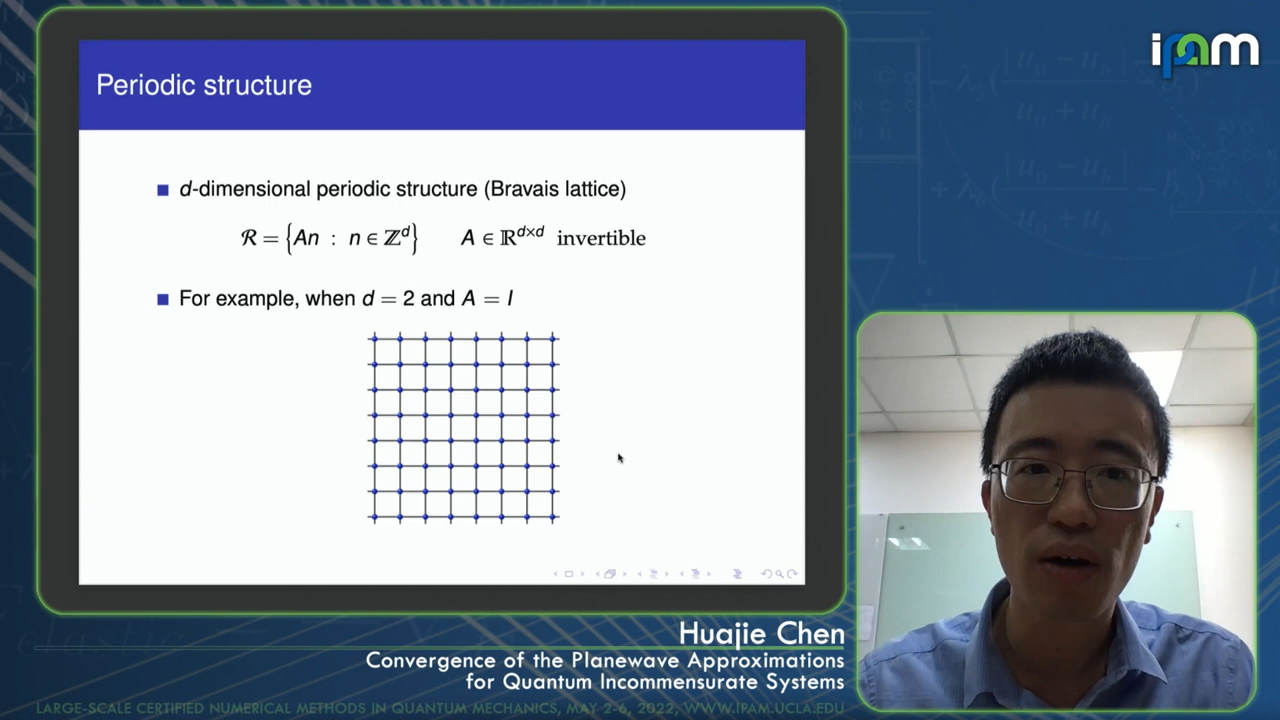 ipam
Periodic structure
d-dimensional periodic structure (Bravais lattice)
ℛ = {An : n ∈ ℤ^d}    A ∈ ℝ^{d×d} invertible
For example, when d = 2 and A = I
Huajie Chen
Convergence of the Planewave Approximations
for Quantum Incommensurate Systems
LARGE-SCALE CERTIFIED NUMERICAL METHODS IN QUANTUM MECHANICS, MAY 2-6, 2022, WWW.IPAM.UCLA.EDU